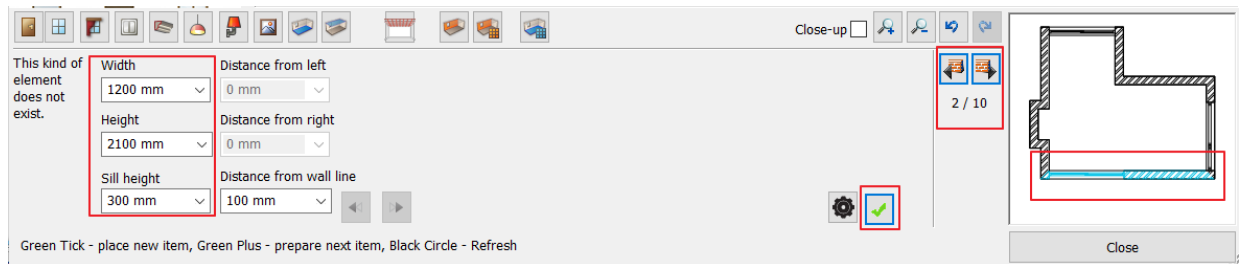 Close-up
This kind of
element
does not
exist.
Width
1200 mm
Height
2100 mm
Sill height
300 mm
Distance from left
0 mm
Distance from right
0 mm
Distance from wall line
100 mm
2 / 10
Green Tick - place new item, Green Plus - prepare next item, Black Circle - Refresh
Close